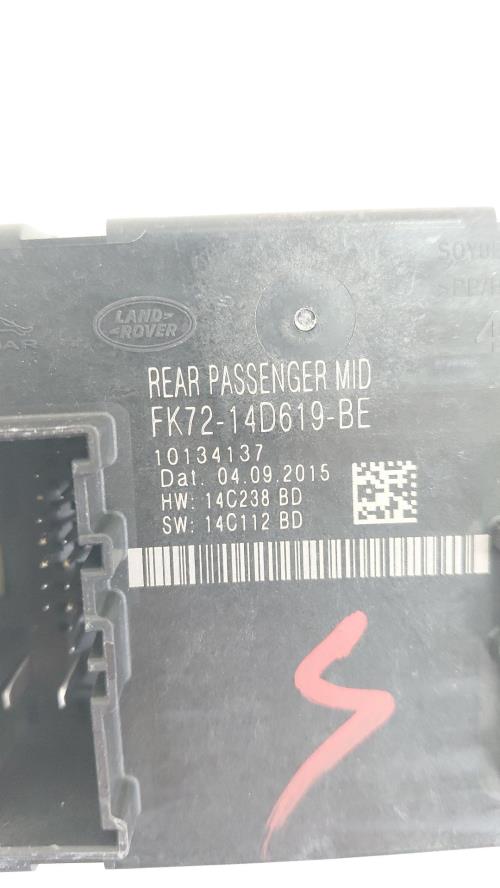 LAND
ROVER
REAR PASSENGER MID
FK72-14D619-BE
10134137
Dat. 04.09.2015
HW: 14C238 BD
SW: 14C112 BD